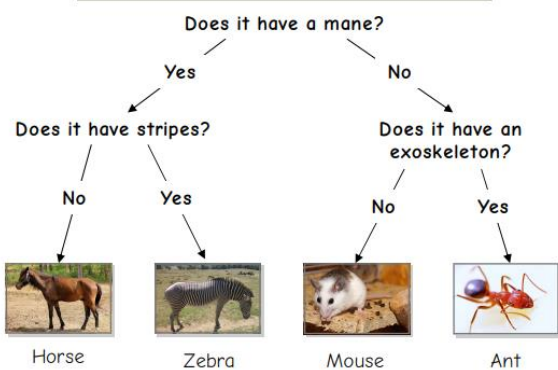 Does it have a mane?
Yes
No
Does it have stripes?
Does it have an
exoskeleton?
No
Yes
No
Yes
Horse
Zebra
Mouse
Ant